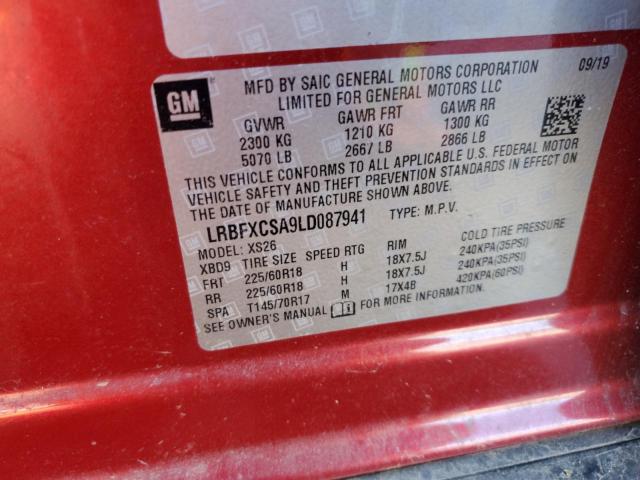 GM
MFD BY SAIC GENERAL MOTORS CORPORATION 09/19
LIMITED FOR GENERAL MOTORS LLC
GVWR GAWR FRT GAWR RR
2300 KG 1210 KG 1300 KG
5070 LB 2667 LB 2866 LB
THIS VEHICLE CONFORMS TO ALL APPLICABLE U.S. FEDERAL MOTOR
VEHICLE SAFETY AND THEFT PREVENTION STANDARDS IN EFFECT ON
THE DATE OF MANUFACTURE SHOWN ABOVE.
LRBFXCSA9LD087941 TYPE: M.P.V.
MODEL: XS26
XBD9 TIRE SIZE SPEED RTG RIM COLD TIRE PRESSURE
FRT 225/60R18 H 18X7.5J 240KPA(35PSI)
RR 225/60R18 H 18X7.5J 240KPA(35PSI)
SPA T145/70R17 M 17X4B 420KPA(60PSI)
SEE OWNER'S MANUAL FOR MORE INFORMATION.